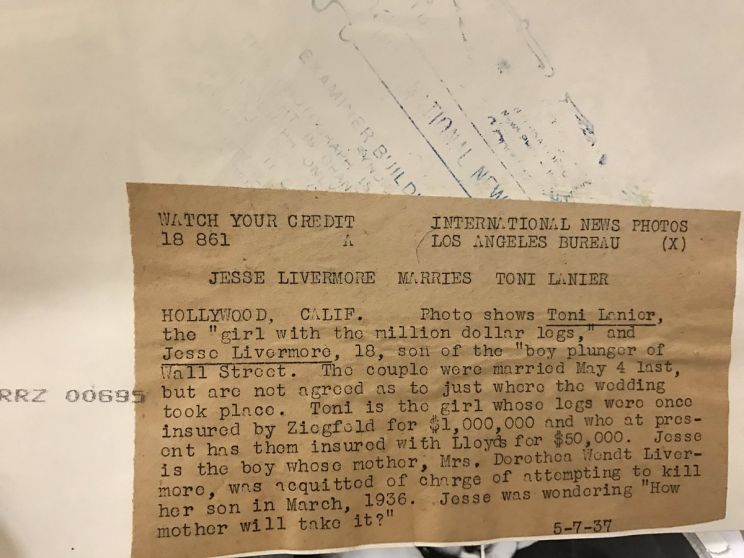 EXAMINER BUILD
TIONAL NEW
WATCH YOUR CREDIT INTERNATIONAL NEWS PHOTOS
18 861 A LOS ANGELES BUREAU (X)
JESSE LIVERMORE MARRIES TONI LANIER
HOLLYWOOD, CALIF. Photo shows Toni Lanier,
the "girl with the million dollar legs," and
Jesse Livermore, 18, son of the "boy plunger of
Wall Street. The couple were married May 4 last,
but are not agreed as to just where the wedding
took place. Toni is the girl whose legs were once
insured by Ziegfeld for $1,000,000 and who at pres-
ent has them insured with Lloyds for $50,000. Jesse
is the boy whose mother, Mrs. Dorothea Wendt Liver-
more, was acquitted of charge of attempting to kill
her son in March, 1936. Jesse was wondering "How
mother will take it?" 5-7-37
RRZ 00695